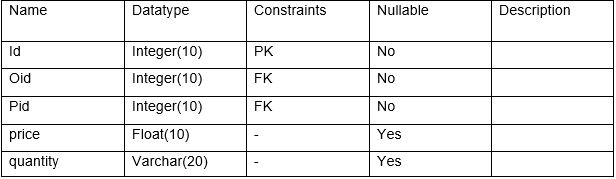 Name Datatype Constraints Nullable Description
Id Integer(10) PK No
Oid Integer(10) FK No
Pid Integer(10) FK No
price Float(10) - Yes
quantity Varchar(20) - Yes